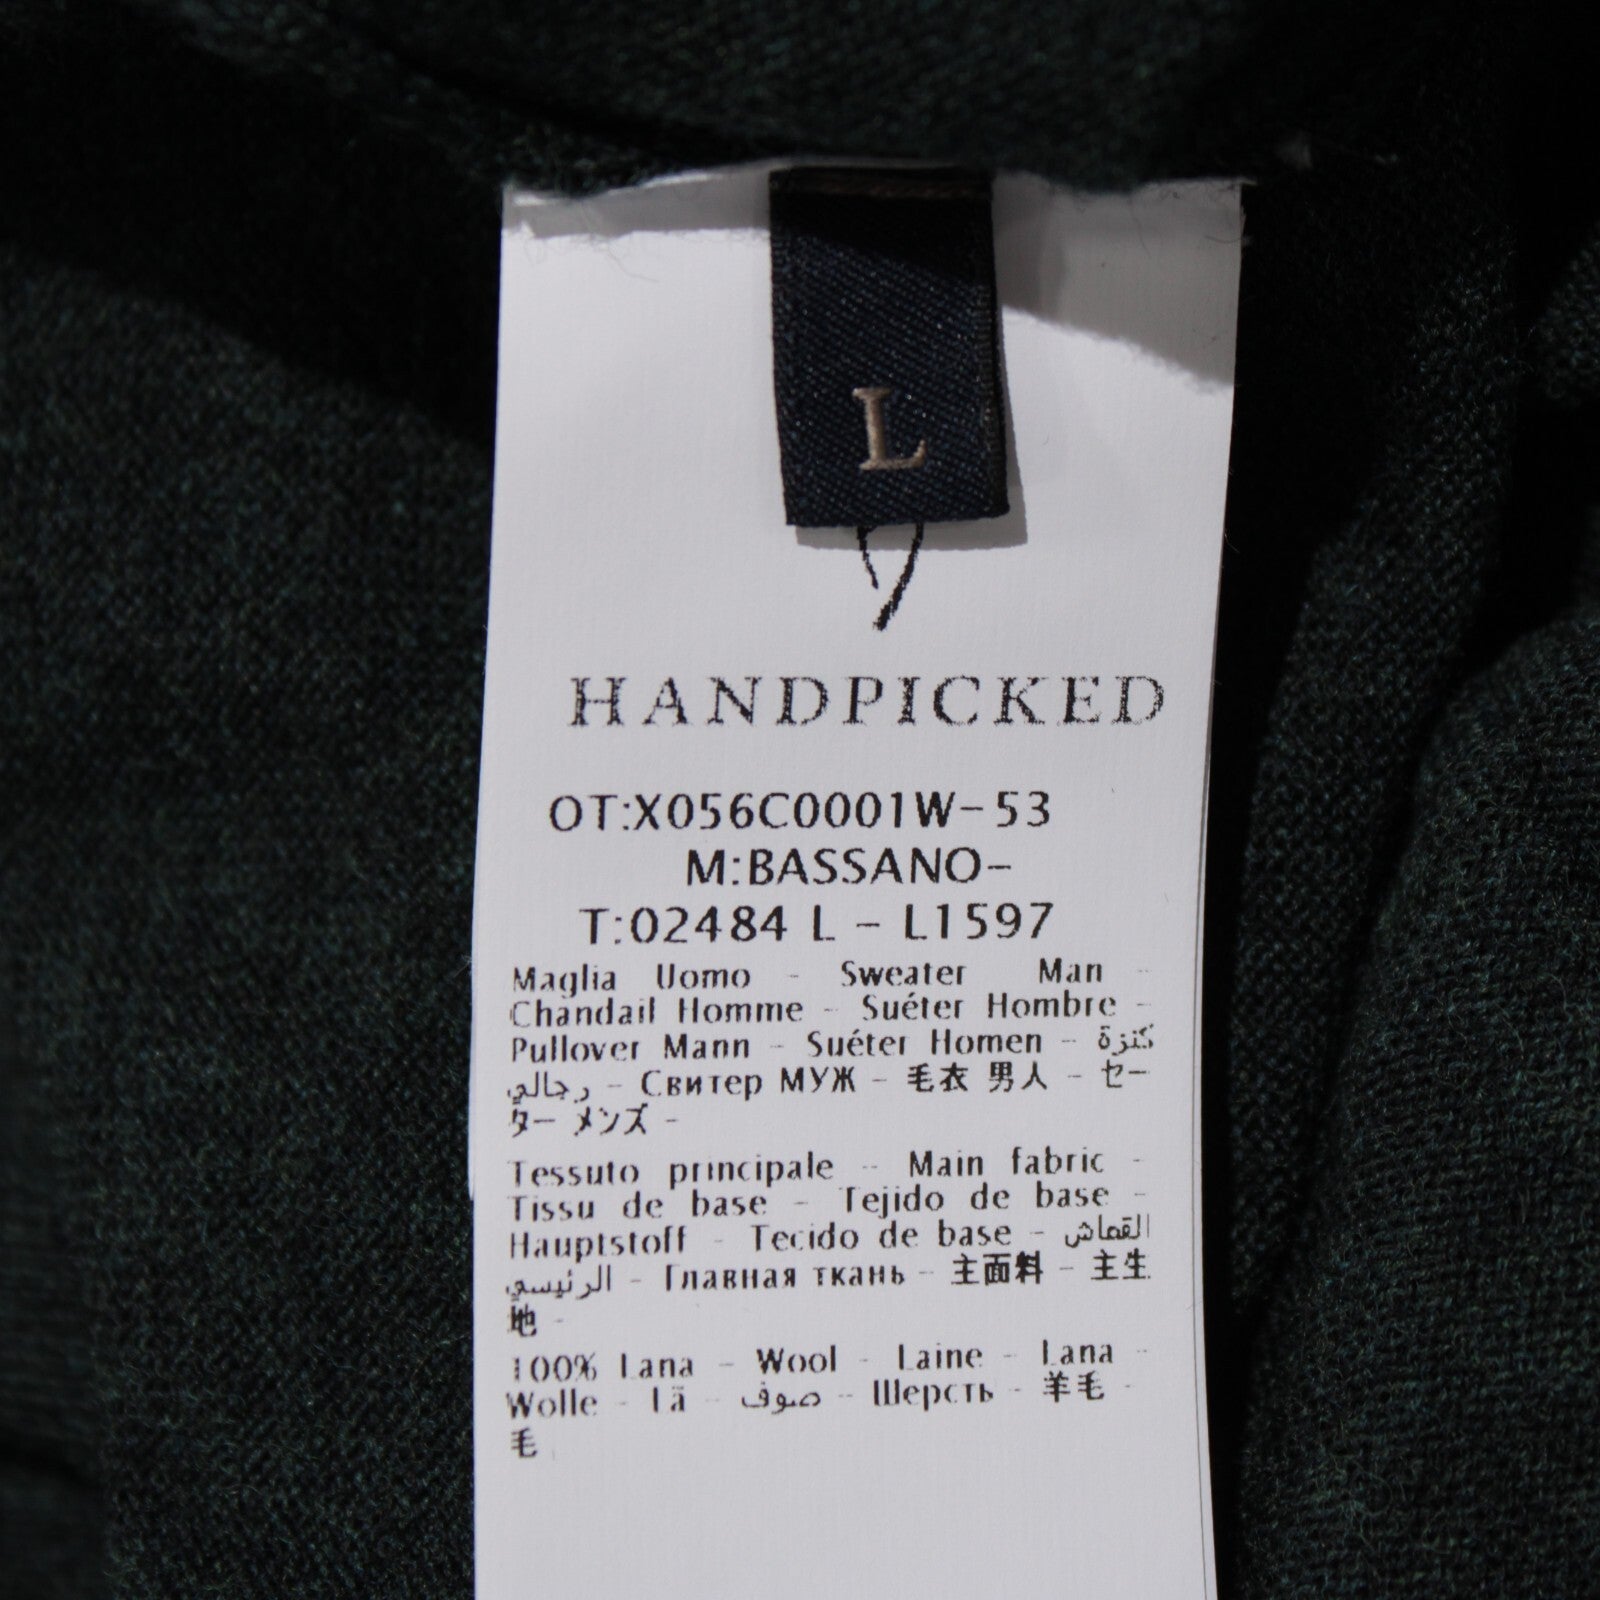 L
HANDPICKED
OT:X056C0001W-53
M:BASSANO-
T:02484 L - L1597
Maglia Uomo - Sweater Man -
Chandail Homme - Suéter Hombre -
Pullover Mann - Suéter Homen - كنزة
رجالي - Свитер МУЖ - 毛衣 男人 - セー
ター メンズ -
Tessuto principale - Main fabric -
Tissu de base - Tejido de base -
Hauptstoff - Tecido de base - القماش
الرئيسي - Главная ткань - 主面料 - 主生
地 -
100% Lana - Wool - Laine - Lana -
Wolle - Lã - صوف - Шерсть - 羊毛 -
毛